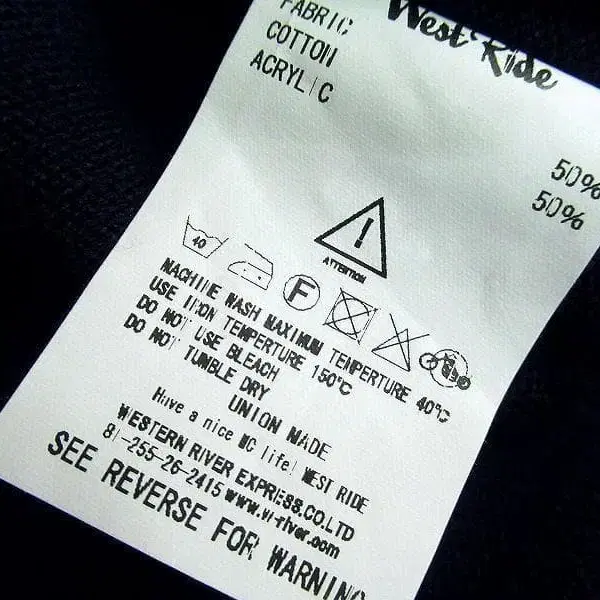 West Ride
FABRIC
COTTON 50%
ACRYLIC 50%
!
ATTENTION
40
F
MACHINE WASH MAXIMUM TEMPERTURE 40℃
USE IRON TEMPERTURE 150℃
DO NOT USE BLEACH
DO NOT TUMBLE DRY
UNION MADE
Have a nice MC life! WEST RIDE
WESTERN RIVER EXPRESS.CO.LTD
81-255-26-2415 www.w-river.com
SEE REVERSE FOR WARNING